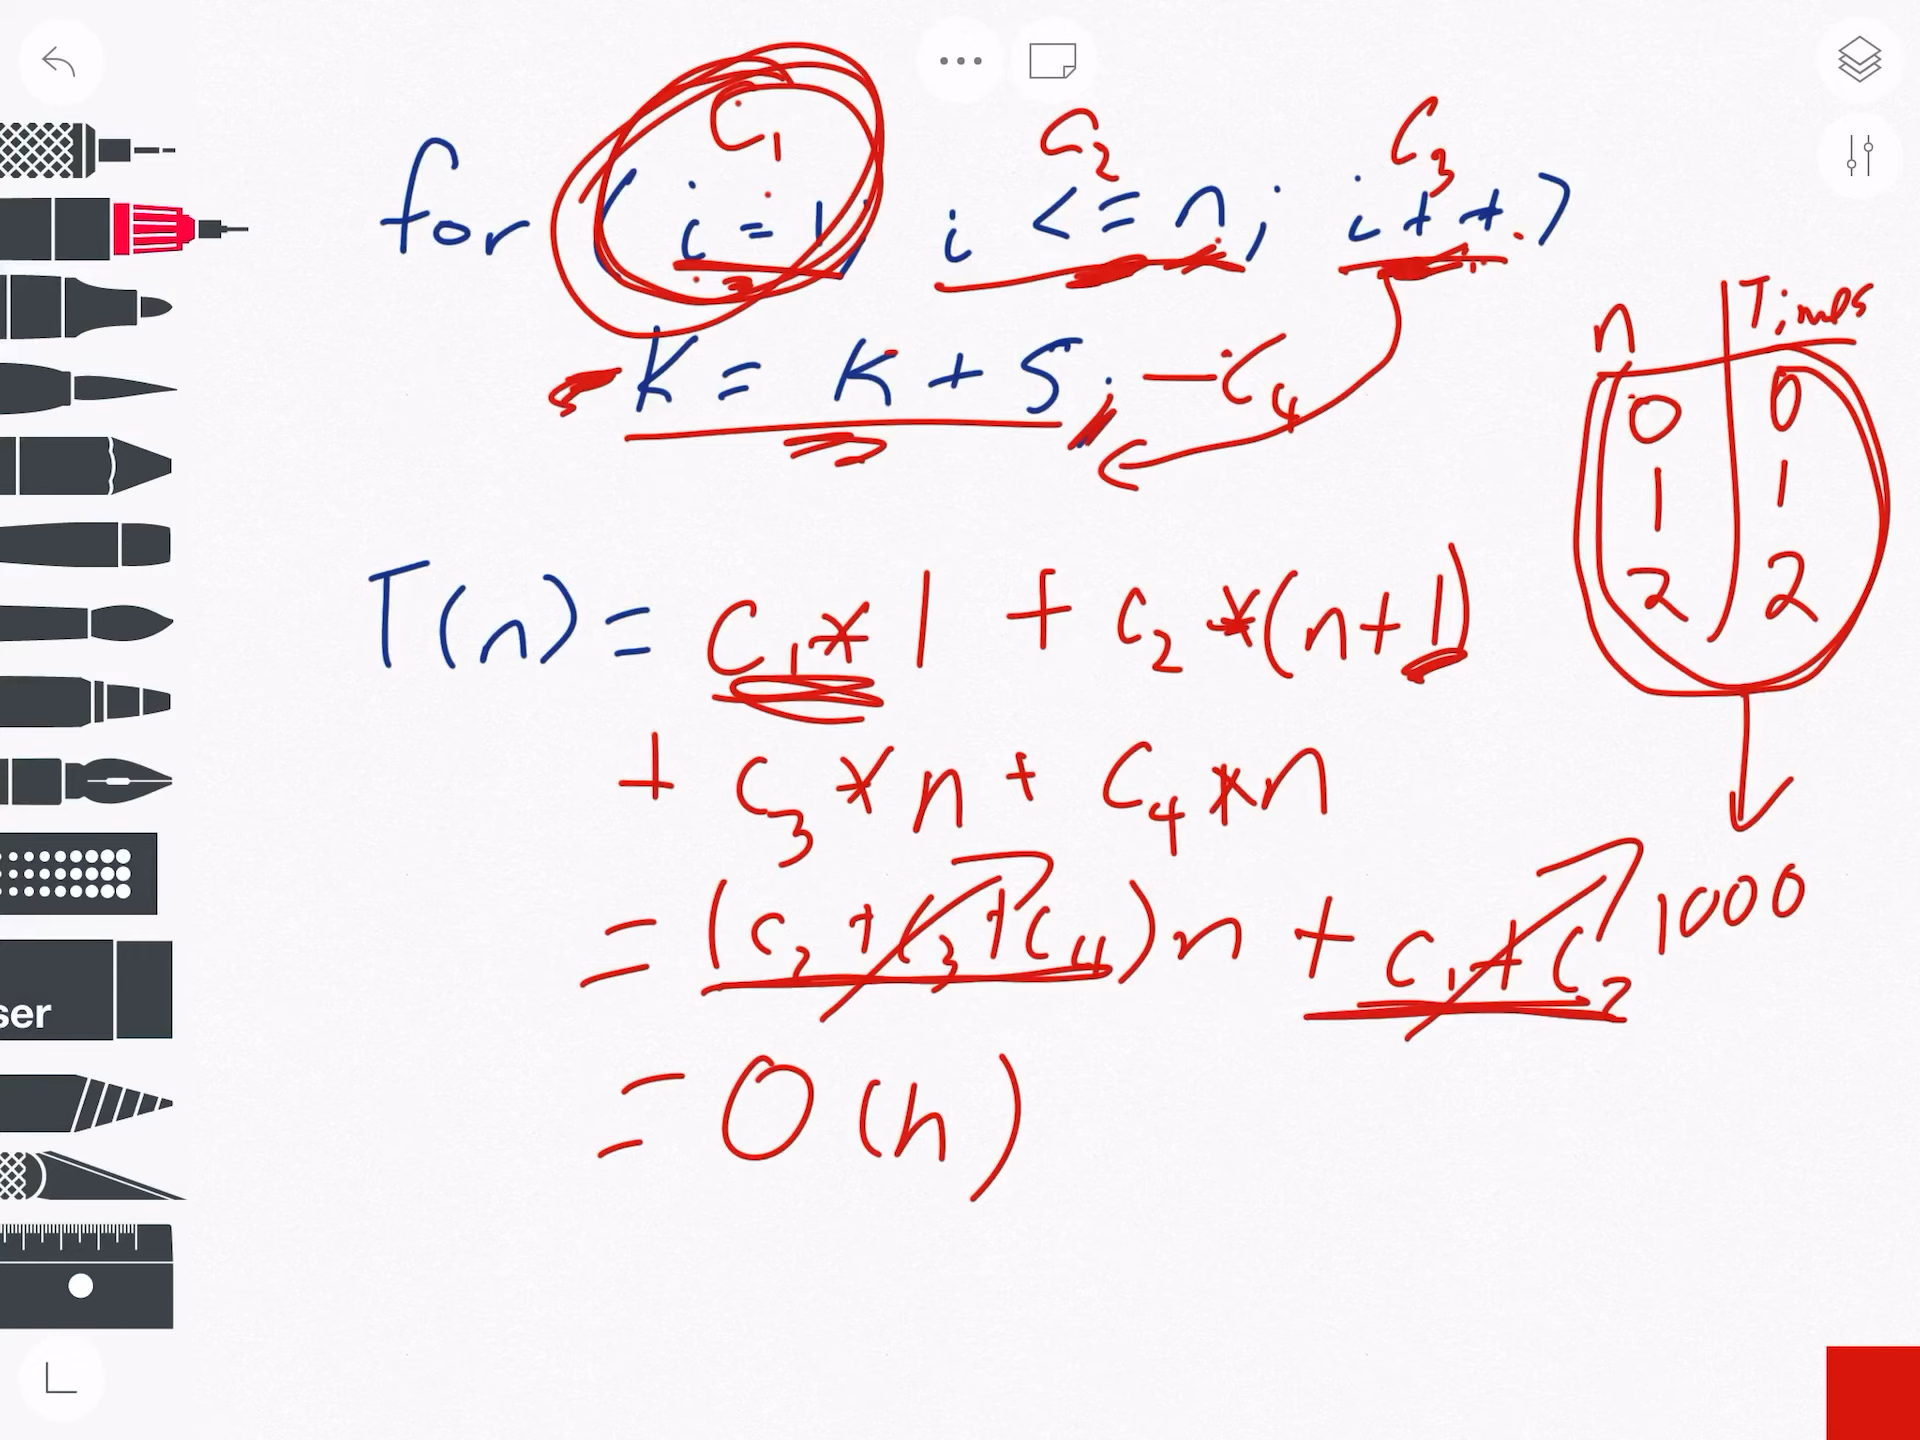 C1 C2 C3
for ( i = 1; i <= n; i++)
K = K + 5; — C4
n Times
0 0
1 1
2 2
T(n) = C1 * 1 + C2 * (n+1)
+ C3 * n + C4 * n
= (C2 + C3 + C4) n + C1 + C2
1000
= O(n)
ser